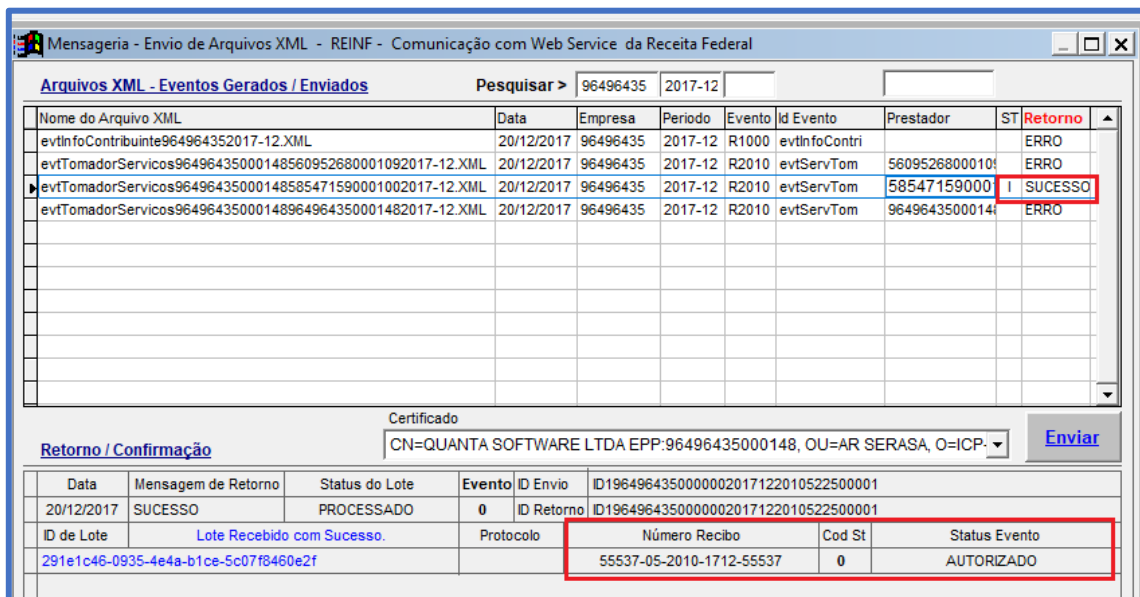 Mensageria - Envio de Arquivos XML - REINF - Comunicação com Web Service da Receita Federal
Arquivos XML - Eventos Gerados / Enviados Pesquisar > 96496435 2017-12
Nome do Arquivo XML Data Empresa Periodo Evento Id Evento Prestador ST Retorno
evtInfoContribuinte964964352017-12.XML 20/12/2017 96496435 2017-12 R1000 evtInfoContri ERRO
evtTomadorServicos96496435000148560952680001092017-12.XML 20/12/2017 96496435 2017-12 R2010 evtServTom 5609526800010 ERRO
evtTomadorServicos96496435000148585471590001002017-12.XML 20/12/2017 96496435 2017-12 R2010 evtServTom 585471590001 I SUCESSO
evtTomadorServicos96496435000148964964350001482017-12.XML 20/12/2017 96496435 2017-12 R2010 evtServTom 9649643500014 ERRO
Certificado
Retorno / Confirmação CN=QUANTA SOFTWARE LTDA EPP:96496435000148, OU=AR SERASA, O=ICP- Enviar
Data Mensagem de Retorno Status do Lote Evento ID Envio ID1964964350000002017122010522500001
20/12/2017 SUCESSO PROCESSADO 0 ID Retorno ID1964964350000002017122010522500001
ID de Lote Lote Recebido com Sucesso. Protocolo Número Recibo Cod St Status Evento
291e1c46-0935-4e4a-b1ce-5c07f8460e2f 55537-05-2010-1712-55537 0 AUTORIZADO